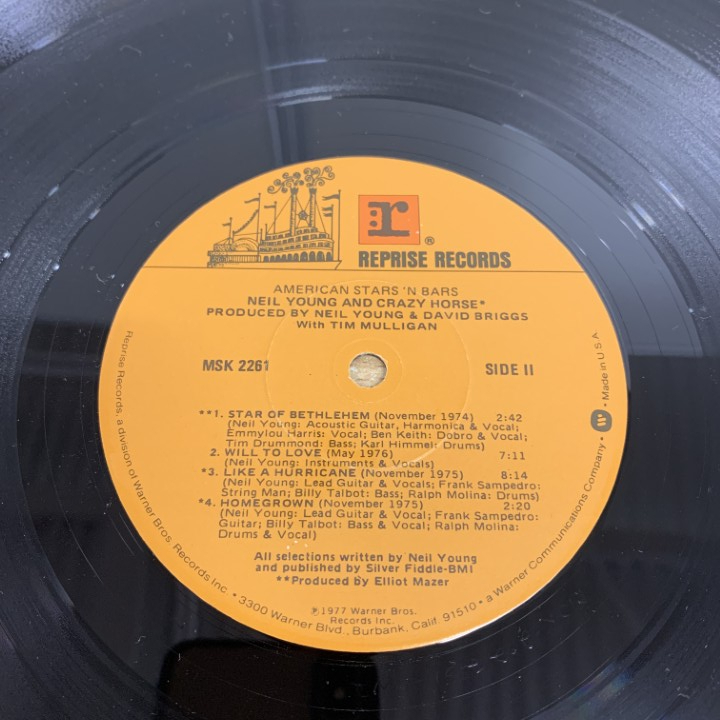 r ®
REPRISE RECORDS
AMERICAN STARS 'N BARS
NEIL YOUNG AND CRAZY HORSE*
PRODUCED BY NEIL YOUNG & DAVID BRIGGS
With TIM MULLIGAN
MSK 2261
SIDE II
**1. STAR OF BETHLEHEM (November 1974) 2:42
(Neil Young: Acoustic Guitar, Harmonica & Vocal;
Emmylou Harris: Vocal; Ben Keith: Dobro & Vocal;
Tim Drummond: Bass; Karl Himmel: Drums)
2. WILL TO LOVE (May 1976) 7:11
(Neil Young: Instruments & Vocals)
*3. LIKE A HURRICANE (November 1975) 8:14
(Neil Young: Lead Guitar & Vocals; Frank Sampedro:
String Man; Billy Talbot: Bass; Ralph Molina: Drums)
*4. HOMEGROWN (November 1975) 2:20
(Neil Young: Lead Guitar & Vocal; Frank Sampedro:
Guitar; Billy Talbot: Bass & Vocal; Ralph Molina:
Drums & Vocal)
All selections written by Neil Young
and published by Silver Fiddle-BMI
**Produced by Elliot Mazer
℗ 1977 Warner Bros.
Records Inc.
Reprise Records, a division of Warner Bros. Records Inc. • 3300 Warner Blvd., Burbank, Calif. 91510 • a Warner Communications Company • W • Made in U S A